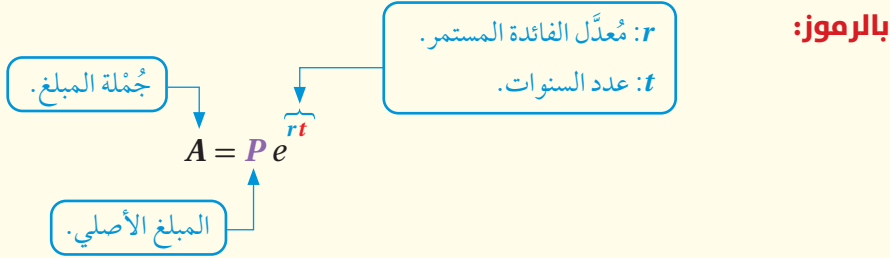 بالرموز:
r: مُعدَّل الفائدة المستمر.
t: عدد السنوات.
جُمْلة المبلغ.
A = P e^{rt}
المبلغ الأصلي.